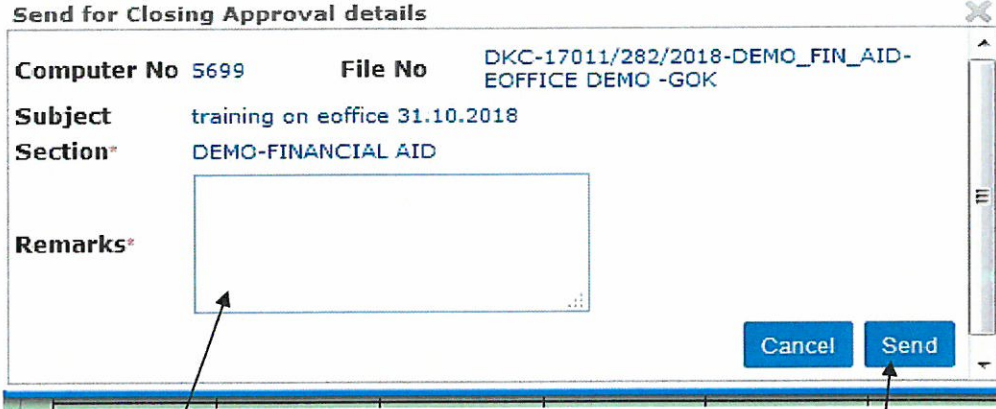 Send for Closing Approval details
Computer No 5699 File No DKC-17011/282/2018-DEMO_FIN_AID-
EOFFICE DEMO -GOK
Subject training on eoffice 31.10.2018
Section* DEMO-FINANCIAL AID
Remarks*
Cancel Send